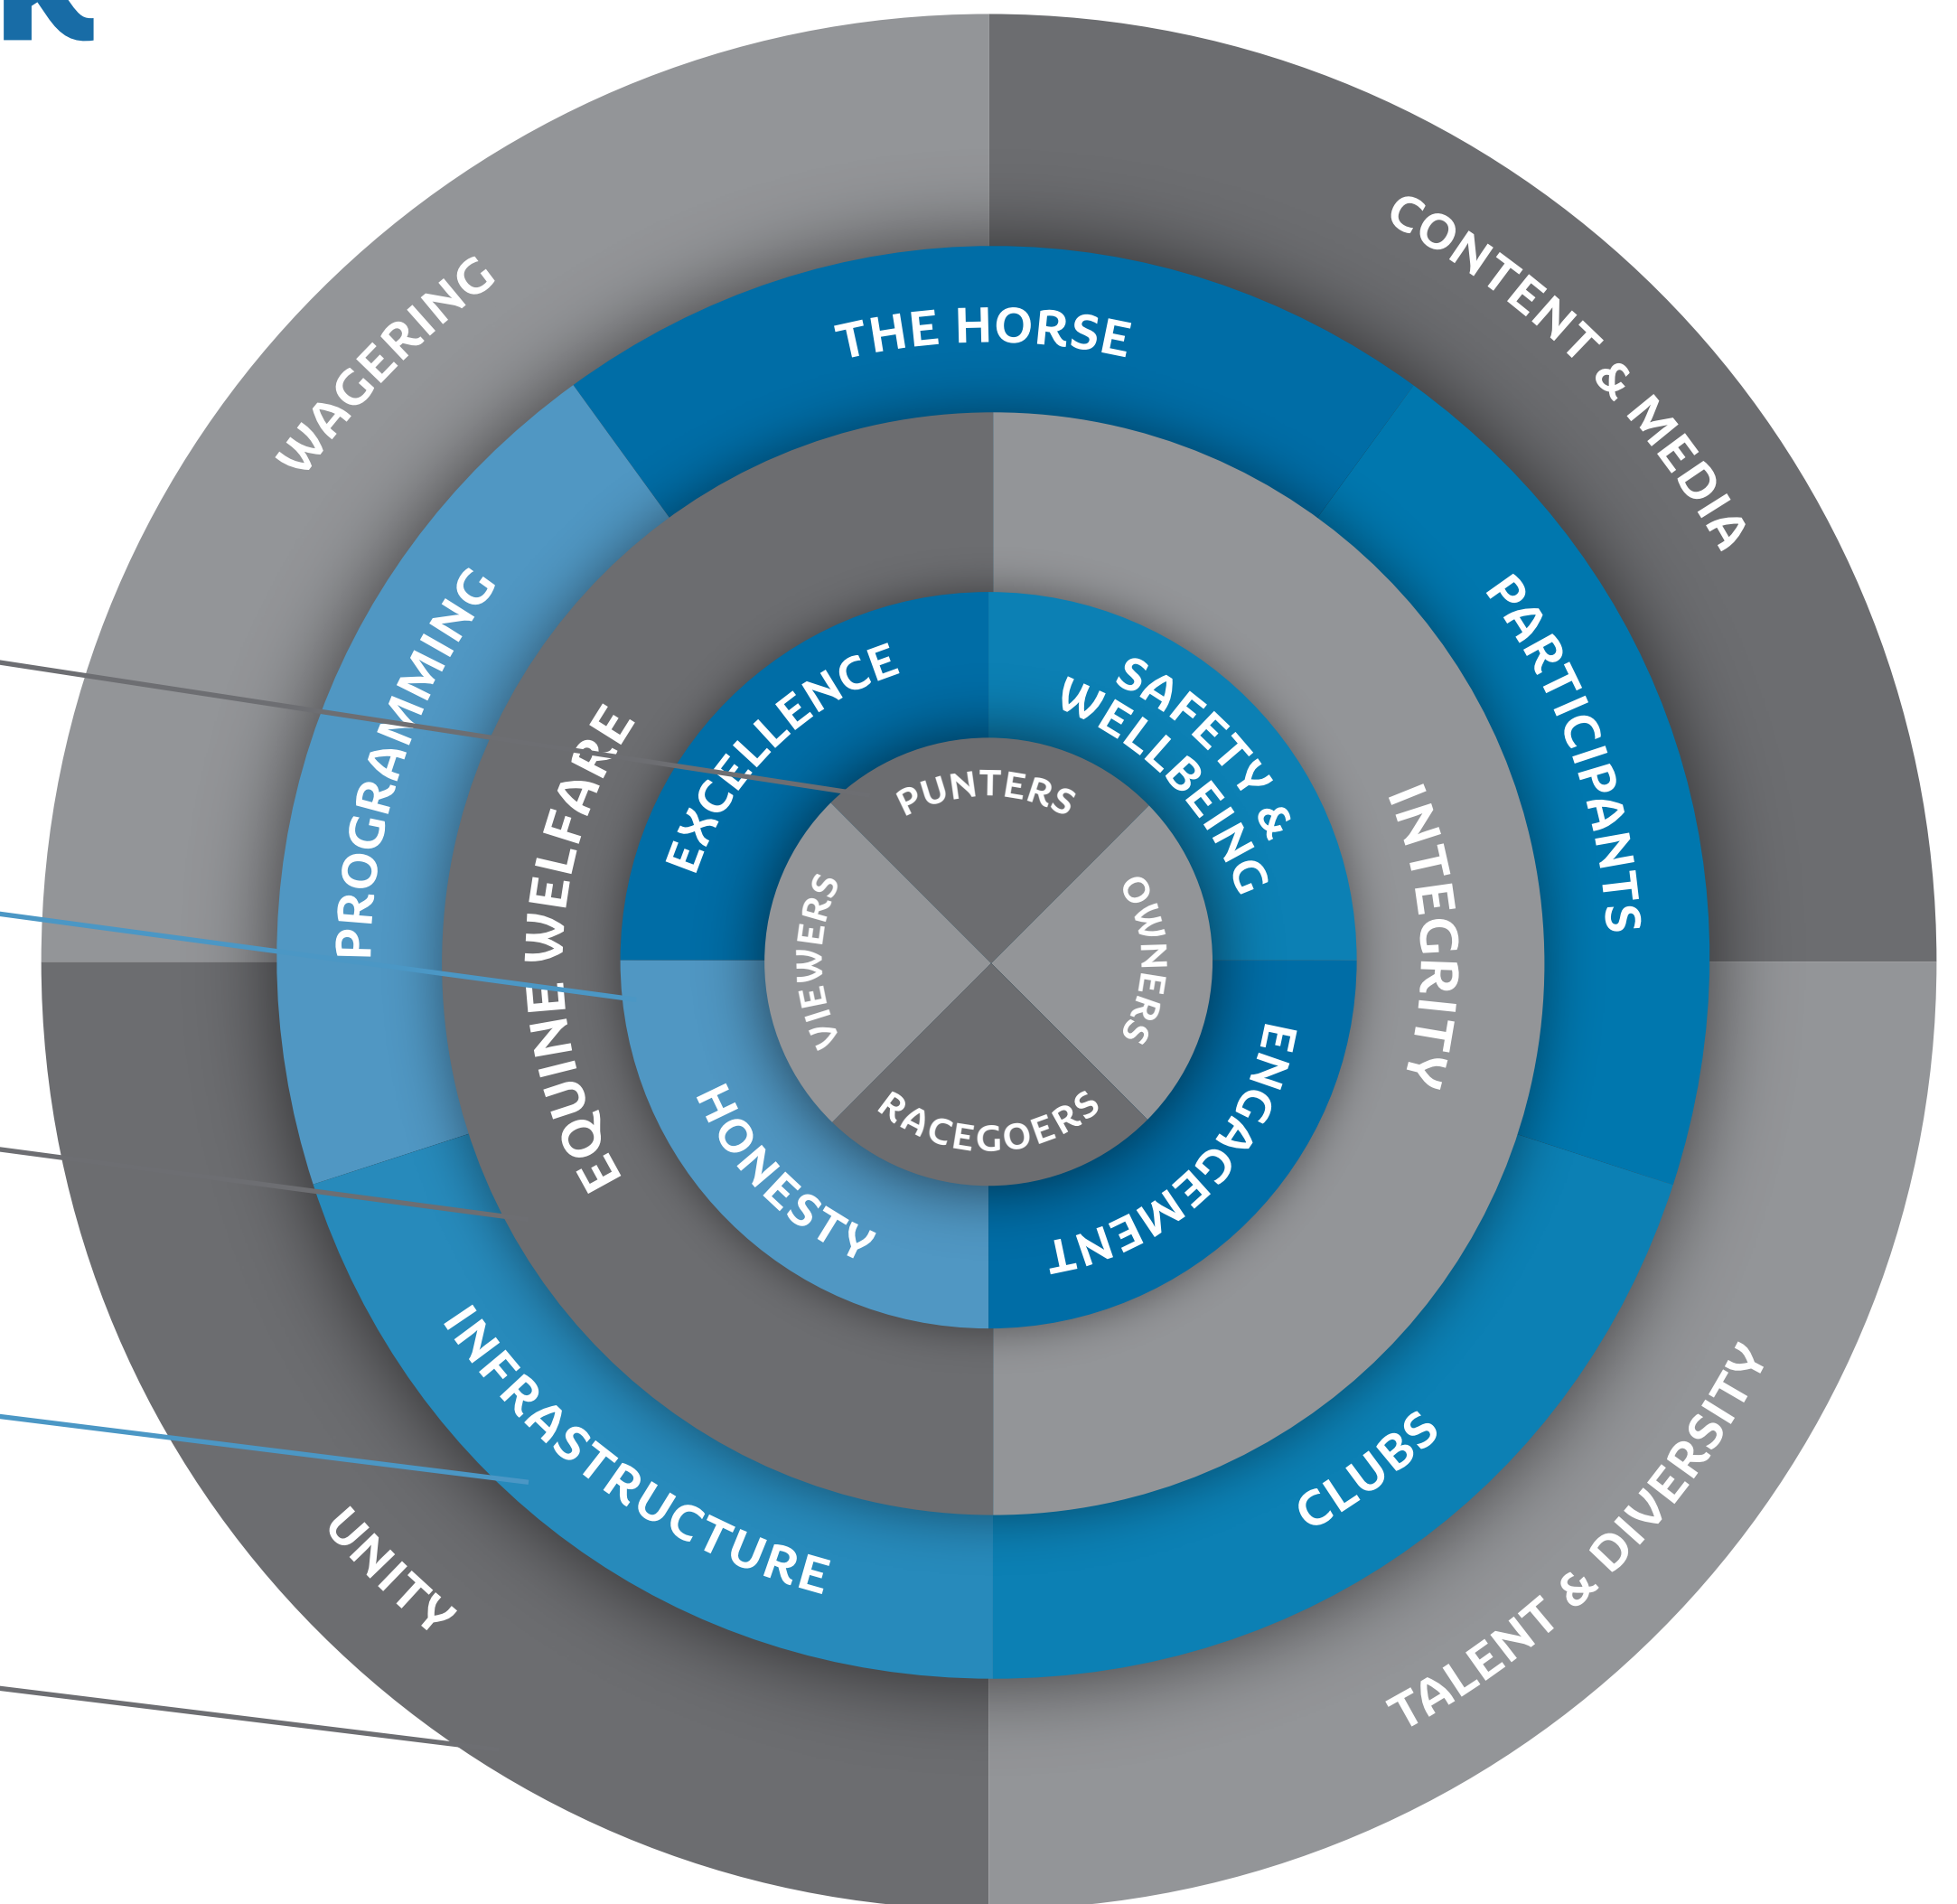 WAGERING
CONTENT & MEDIA
TALENT & DIVERSITY
UNITY
THE HORSE
PARTICIPANTS
CLUBS
INFRASTRUCTURE
PROGRAMMING
EQUINE WELFARE
INTEGRITY
EXCELLENCE
SAFETY &
WELLBEING
ENGAGEMENT
HONESTY
PUNTERS
OWNERS
RACEGOERS
VIEWERS